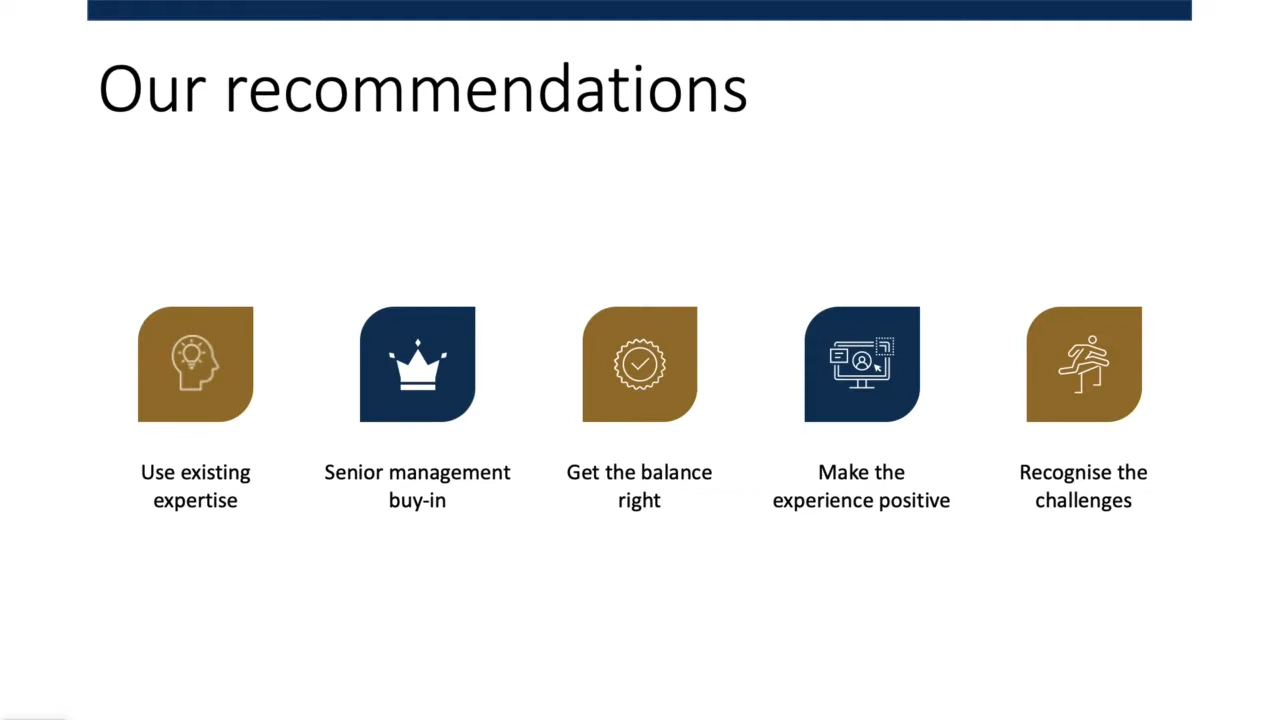 Our recommendations
Use existing
expertise
Senior management
buy-in
Get the balance
right
Make the
experience positive
Recognise the
challenges